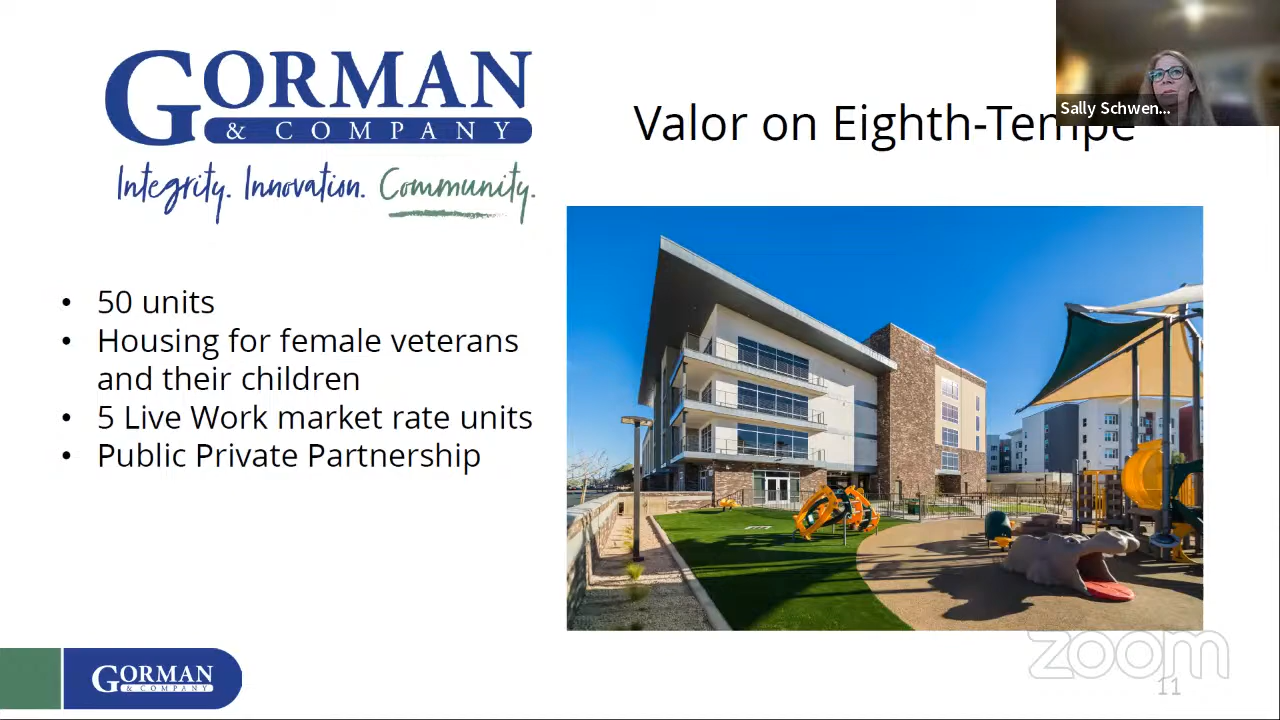 GORMAN
& COMPANY
Integrity. Innovation. Community.
Valor on Eighth-Tempe
Sally Schwen...
• 50 units
• Housing for female veterans
and their children
• 5 Live Work market rate units
• Public Private Partnership
GORMAN
& COMPANY
zoom
11